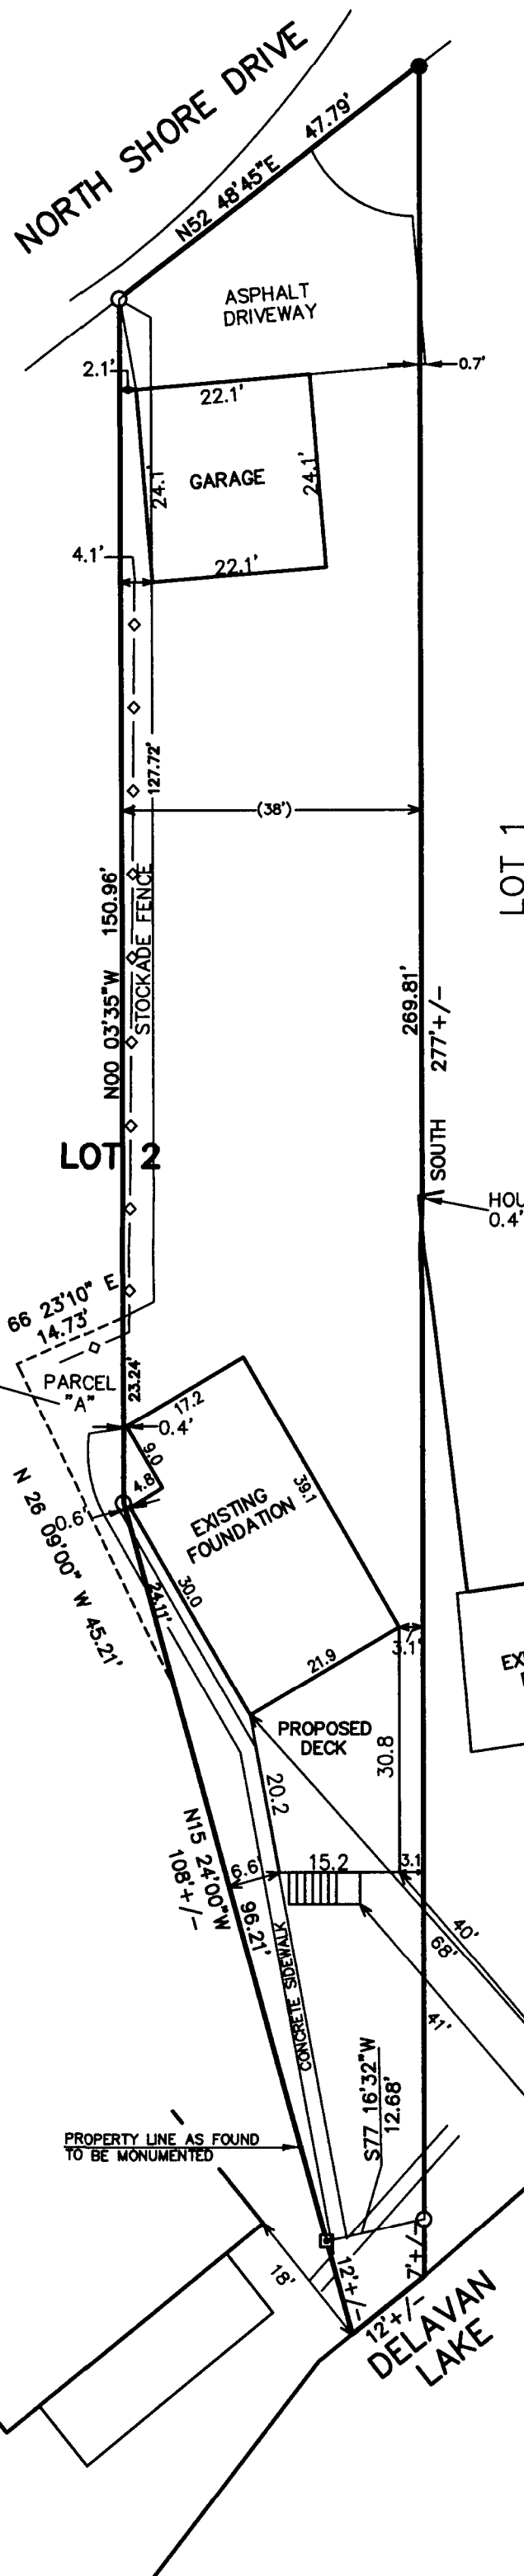 NORTH SHORE DRIVE
47.79'
N52 48'45"E
ASPHALT
DRIVEWAY
2.1'
22.1'
0.7'
24.1'
GARAGE
24.1'
4.1'
22.1'
127.72'
(38')
LOT 1
150.96'
STOCKADE FENCE
N00 03'35"W
269.81'
277'+/-
SOUTH
LOT 2
HOU
0.4'
66 23'10" E
14.73'
PARCEL
"A"
23.24'
17.2
0.4'
9.0
4.8
39.1
EXISTING
FOUNDATION
0.6'
N 26 09'00" W 45.21'
24.11'
30.0
21.9
3.1'
EXI
PROPOSED
DECK
30.8
20.2
N15 24'00"W
108'+/-
6.6'
15.2
3.1
96.21'
CONCRETE SIDEWALK
40'
68'
41'
S77 16'32"W
12.68'
PROPERTY LINE AS FOUND
TO BE MONUMENTED
18'
12'+/-
7'+/-
12'+/-
DELAVAN
LAKE